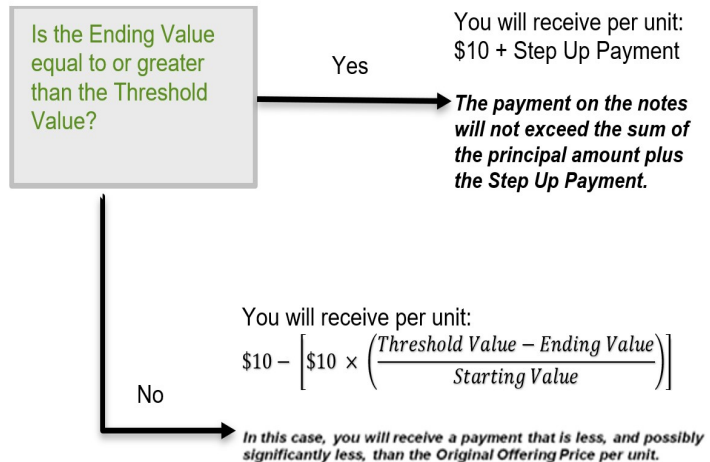 Is the Ending Value
equal to or greater
than the Threshold
Value?
Yes
You will receive per unit:
$10 + Step Up Payment
The payment on the notes
will not exceed the sum of
the principal amount plus
the Step Up Payment.
No
You will receive per unit:
$10 − [$10 × (Threshold Value − Ending Value / Starting Value)]
In this case, you will receive a payment that is less, and possibly
significantly less, than the Original Offering Price per unit.